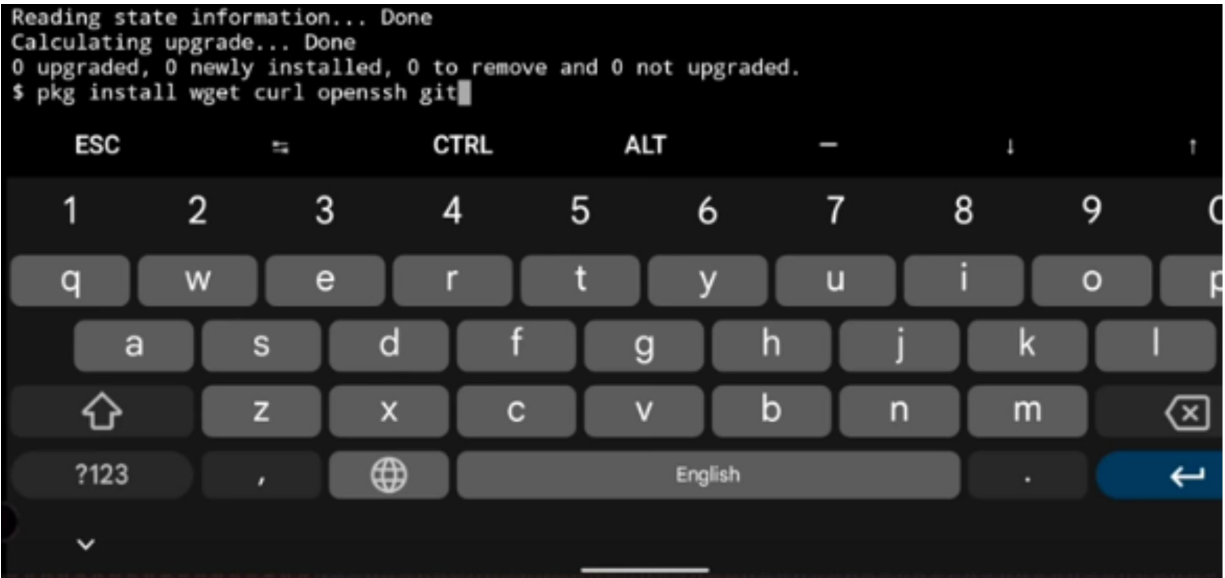 Reading state information... Done
Calculating upgrade... Done
0 upgraded, 0 newly installed, 0 to remove and 0 not upgraded.
$ pkg install wget curl openssh git
ESC ⇆ CTRL ALT — ↓ ↑
1 2 3 4 5 6 7 8 9 0
q w e r t y u i o p
a s d f g h j k l
z x c v b n m
?123 , English .